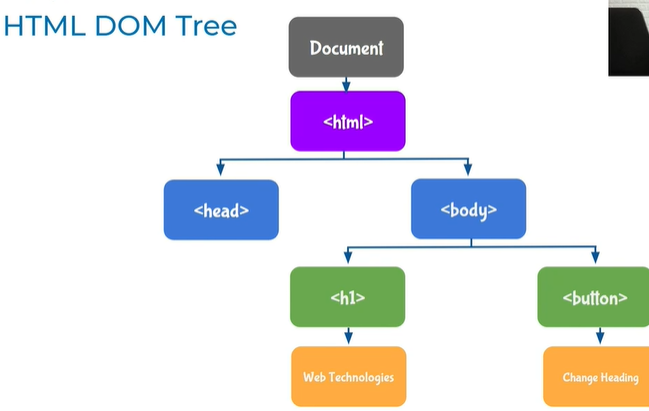 HTML DOM Tree
Document
<html>
<head>
<body>
<h1>
<button>
Web Technologies
Change Heading